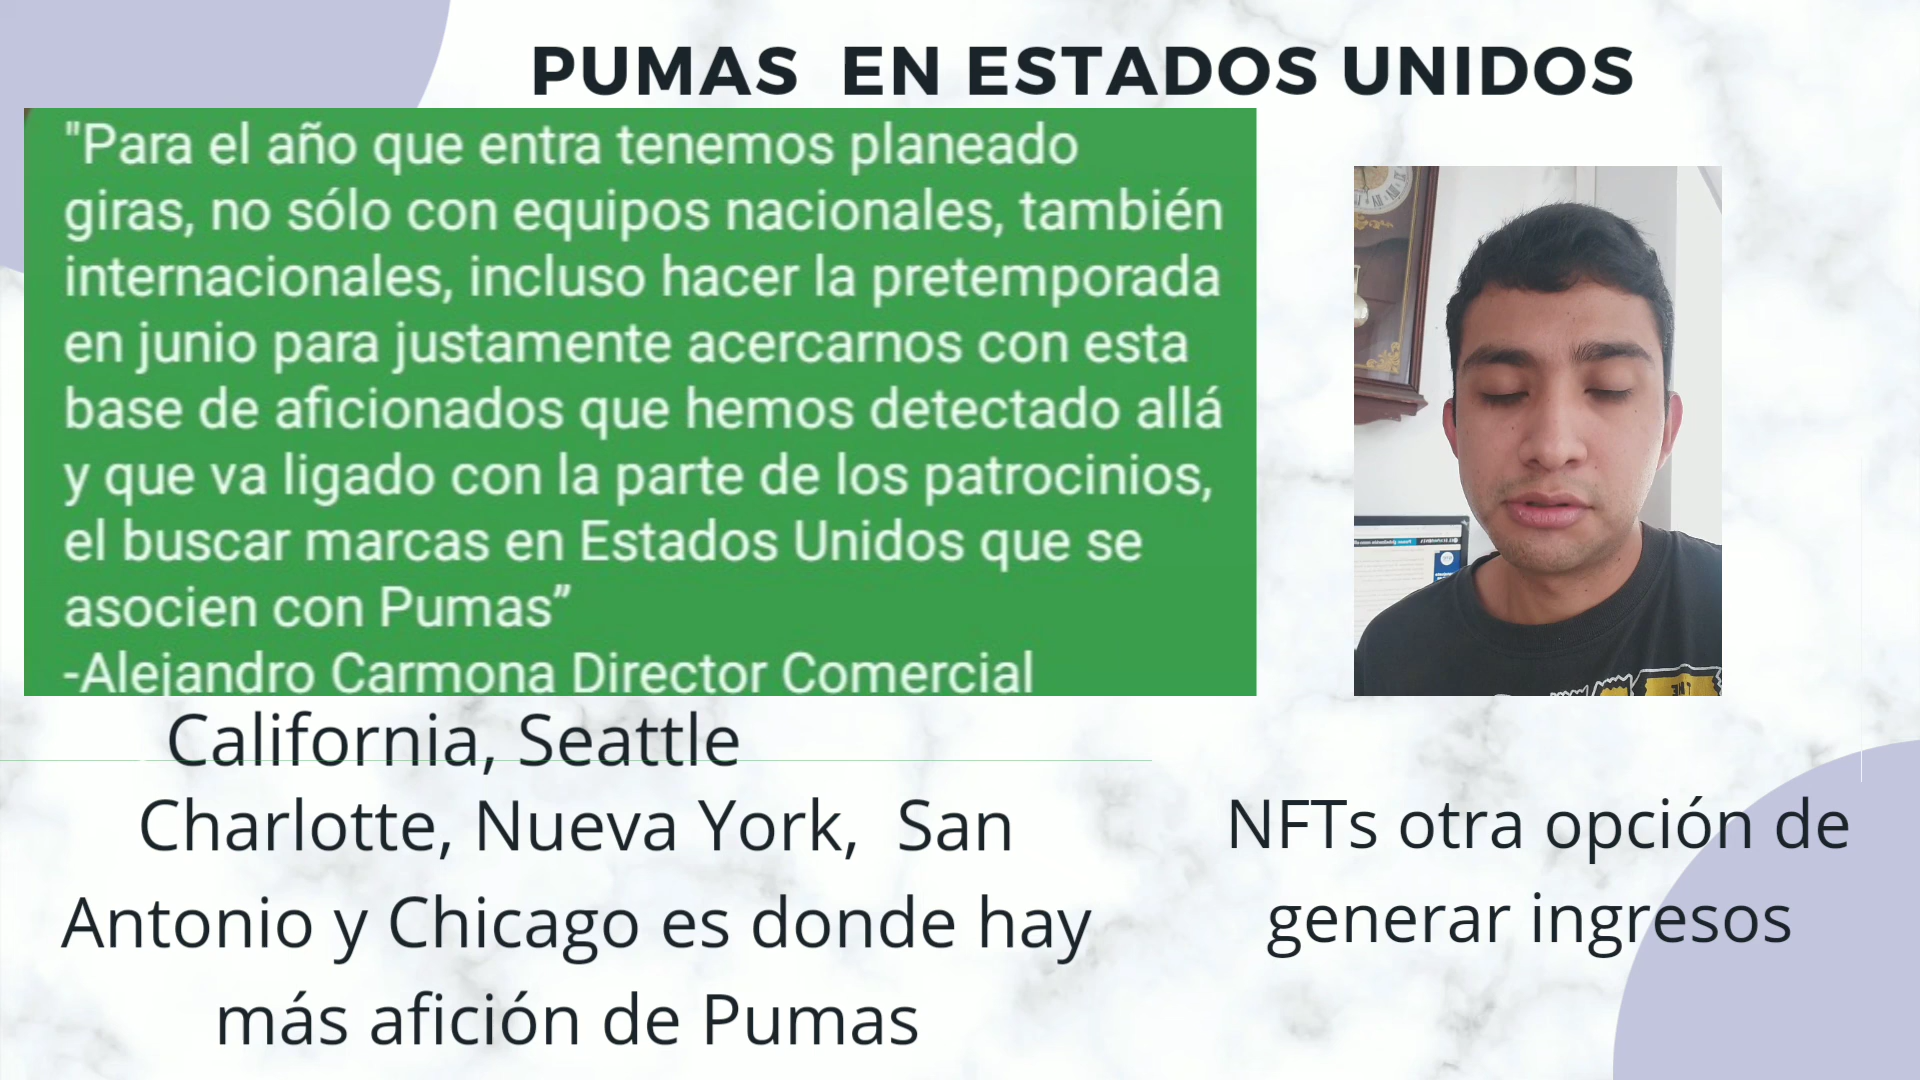 PUMAS EN ESTADOS UNIDOS
"Para el año que entra tenemos planeado
giras, no sólo con equipos nacionales, también
internacionales, incluso hacer la pretemporada
en junio para justamente acercarnos con esta
base de aficionados que hemos detectado allá
y que va ligado con la parte de los patrocinios,
el buscar marcas en Estados Unidos que se
asocien con Pumas”
-Alejandro Carmona Director Comercial
California, Seattle
Charlotte, Nueva York, San
Antonio y Chicago es donde hay
más afición de Pumas
NFTs otra opción de
generar ingresos